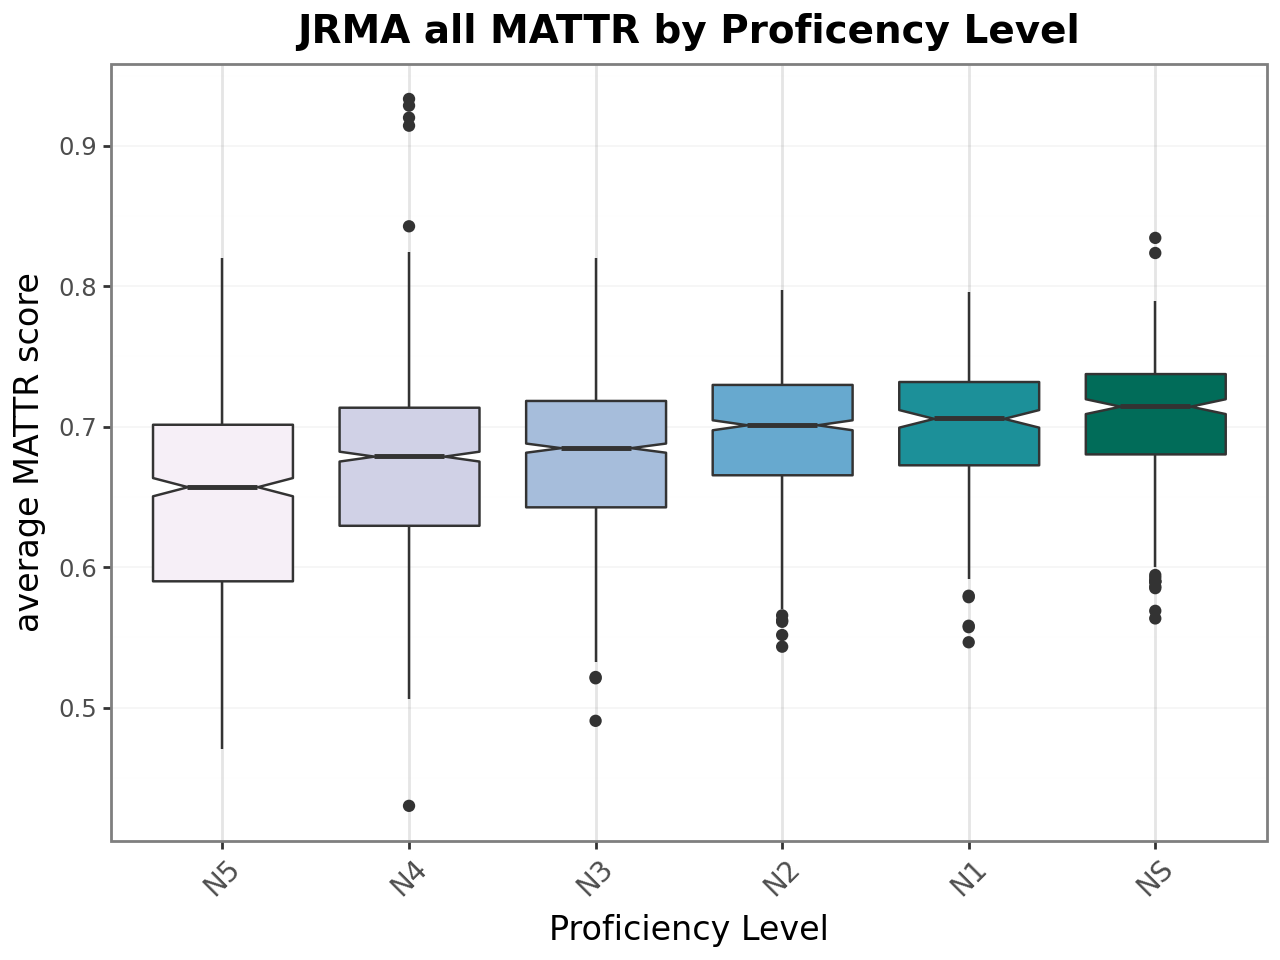 JRMA all MATTR by Proficency Level
average MATTR score
0.9
0.8
0.7
0.6
0.5
N5
N4
N3
N2
N1
NS
Proficiency Level